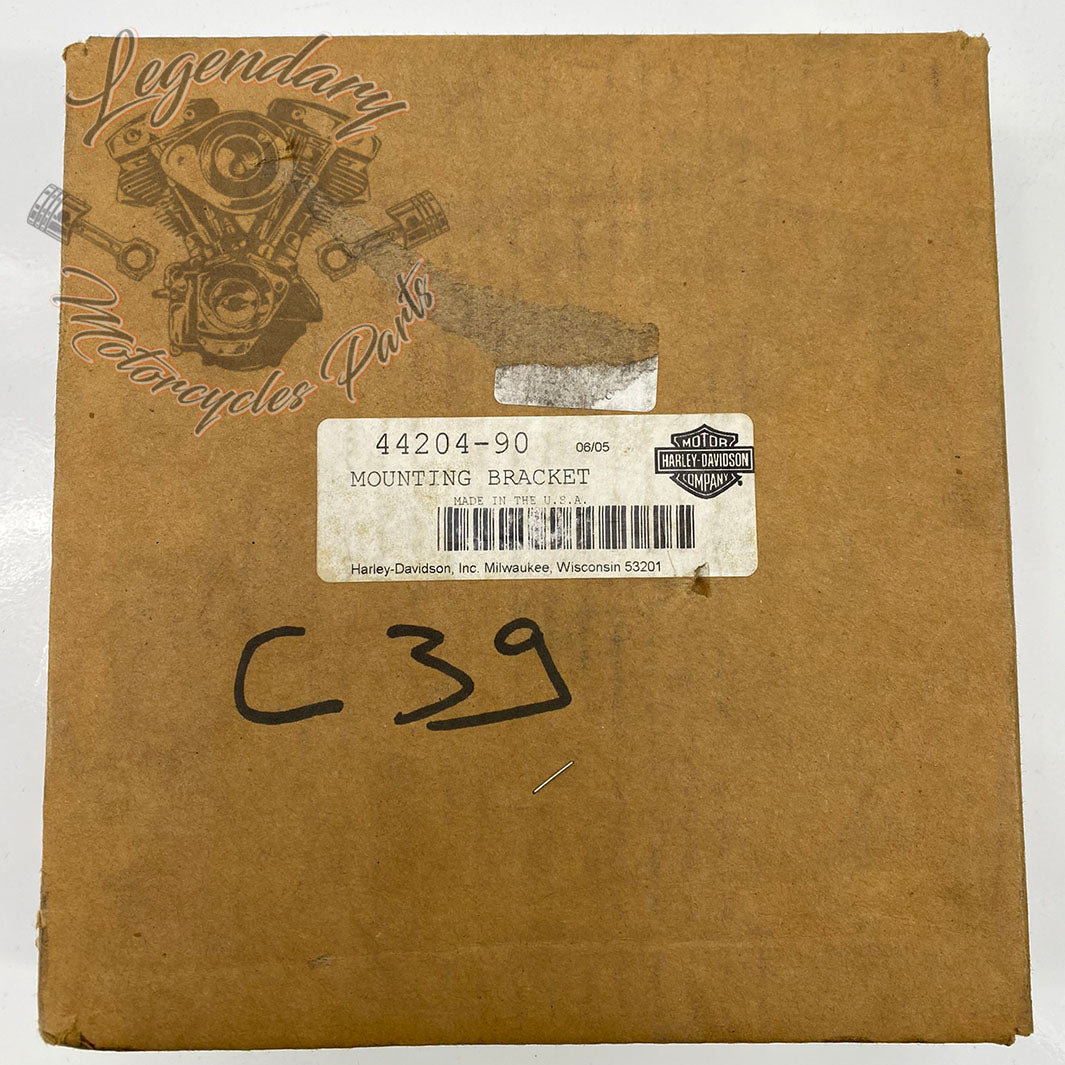 Legendary
Motorcycles Parts
44204-90 06/05
MOUNTING BRACKET
MADE IN THE U.S.A.
MOTOR
HARLEY-DAVIDSON
COMPANY
Harley-Davidson, Inc. Milwaukee, Wisconsin 53201
C39